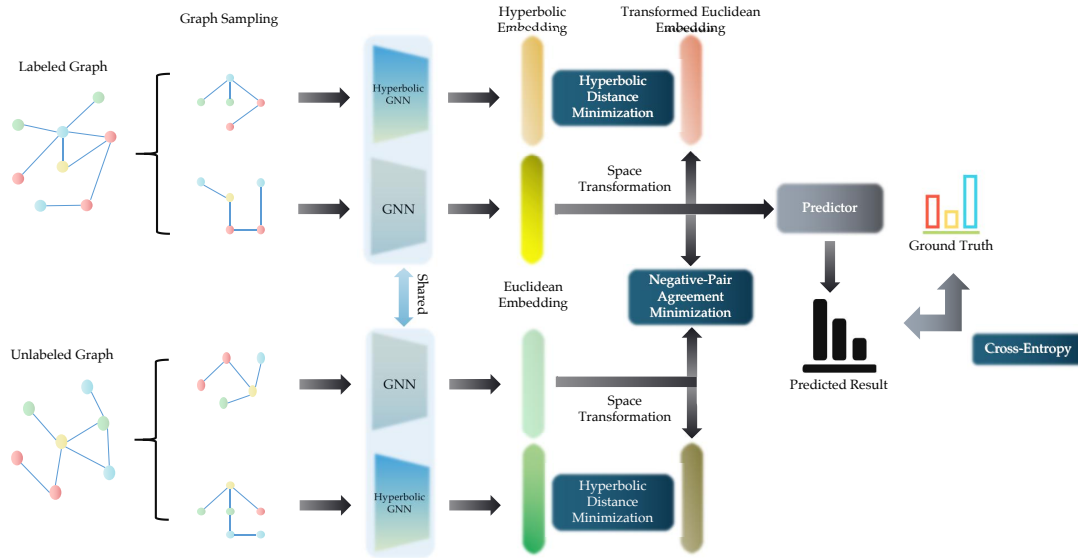 Graph Sampling
Hyperbolic
Embedding
Transformed Euclidean
Embedding
Labeled Graph
Hyperbolic
GNN
Hyperbolic
Distance
Minimization
GNN
Space
Transformation
Predictor
Ground Truth
Shared
Euclidean
Embedding
Negative-Pair
Agreement
Minimization
Unlabeled Graph
GNN
Space
Transformation
Predicted Result
Cross-Entropy
Hyperbolic
GNN
Hyperbolic
Distance
Minimization